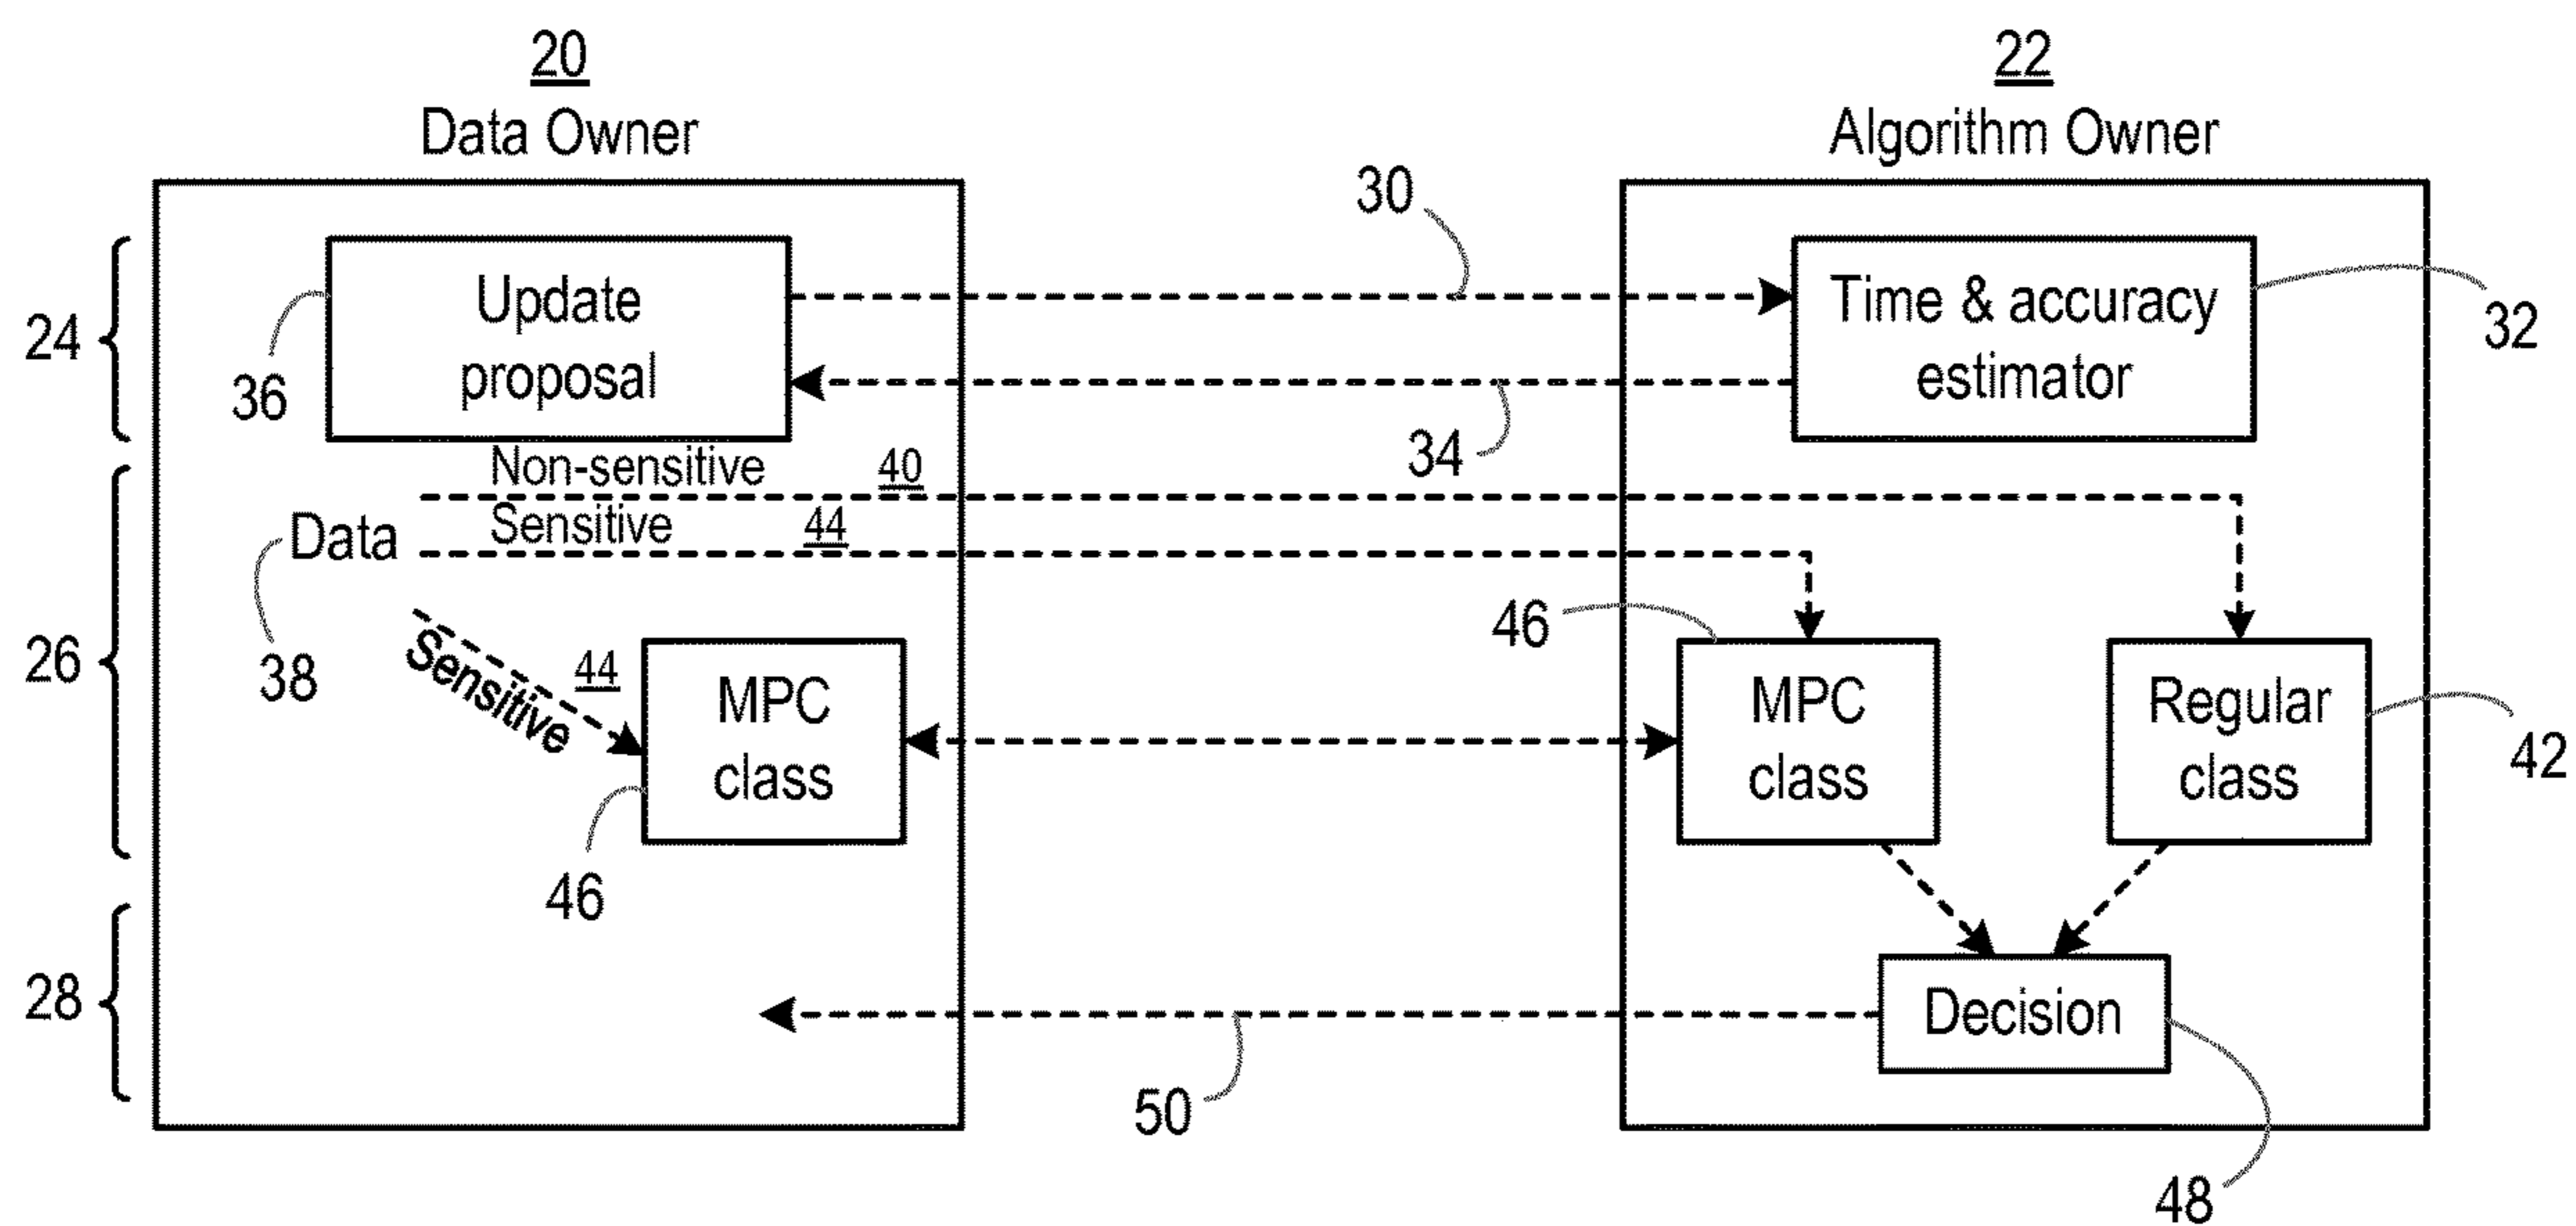 20
Data Owner
22
Algorithm Owner
30
24
36
Update
proposal
Time & accuracy
estimator
32
34
Non-sensitive
40
Sensitive
44
Data
38
26
Sensitive
44
MPC
class
46
46
MPC
class
Regular
class
42
28
50
Decision
48